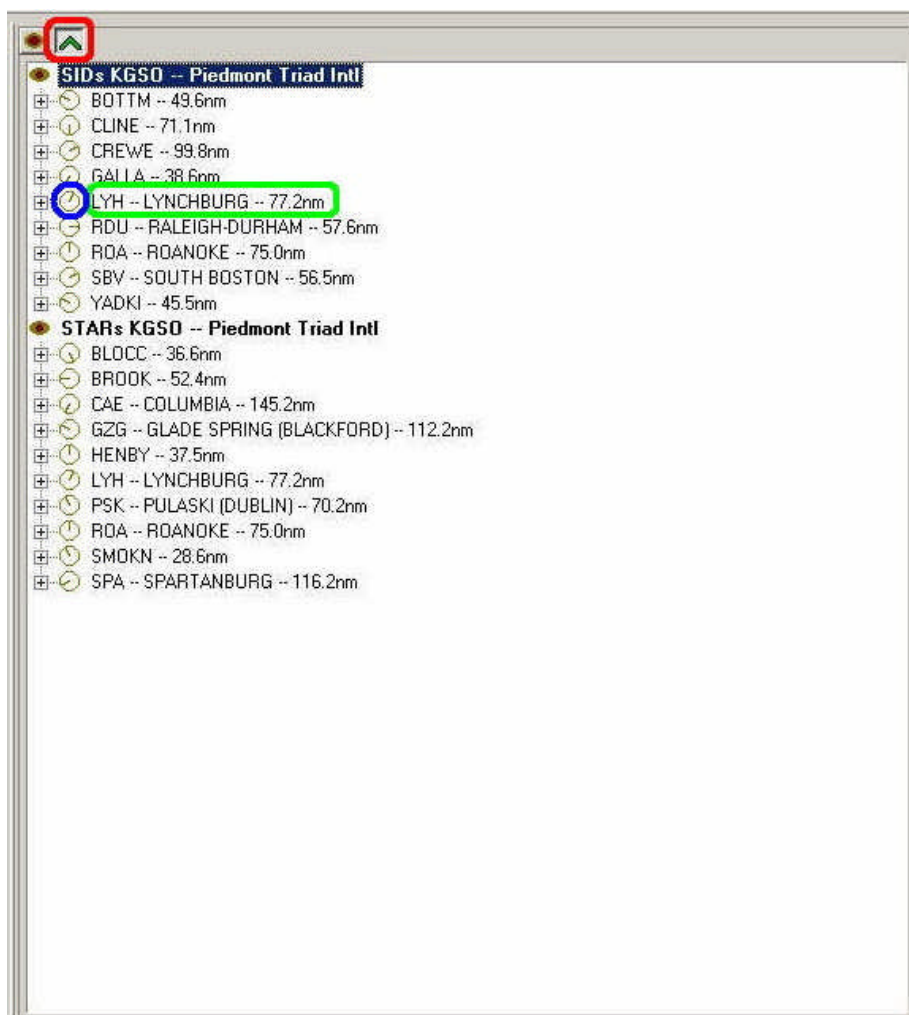 SIDs KGSO -- Piedmont Triad Intl
BOTTM -- 49.6nm
CLINE -- 71.1nm
CREWE -- 99.8nm
GALLA -- 38.6nm
LYH -- LYNCHBURG -- 77.2nm
RDU -- RALEIGH-DURHAM -- 57.6nm
ROA -- ROANOKE -- 75.0nm
SBV -- SOUTH BOSTON -- 56.5nm
YADKI -- 45.5nm
STARs KGSO -- Piedmont Triad Intl
BLOCC -- 36.6nm
BROOK -- 52.4nm
CAE -- COLUMBIA -- 145.2nm
GZG -- GLADE SPRING (BLACKFORD) -- 112.2nm
HENBY -- 37.5nm
LYH -- LYNCHBURG -- 77.2nm
PSK -- PULASKI (DUBLIN) -- 70.2nm
ROA -- ROANOKE -- 75.0nm
SMOKN -- 28.6nm
SPA -- SPARTANBURG -- 116.2nm